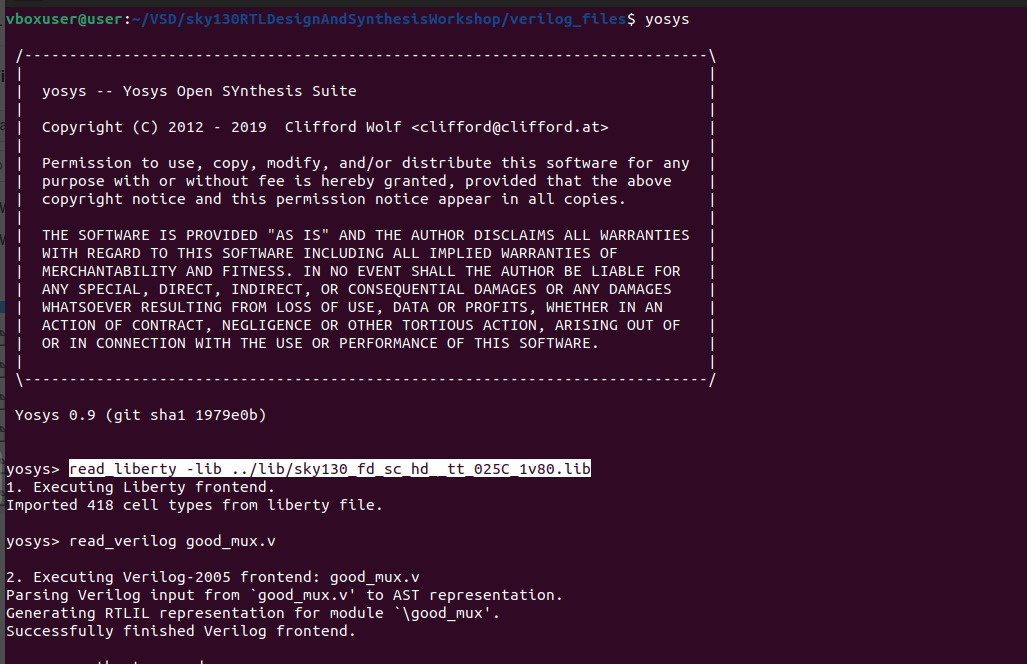 vboxuser@user:~/VSD/sky130RTLDesignAndSynthesisWorkshop/verilog_files$ yosys
/----------------------------------------------------------------------------\
|                                                                            |
|  yosys -- Yosys Open SYnthesis Suite                                       |
|                                                                            |
|  Copyright (C) 2012 - 2019  Clifford Wolf <clifford@clifford.at>           |
|                                                                            |
|  Permission to use, copy, modify, and/or distribute this software for any  |
|  purpose with or without fee is hereby granted, provided that the above    |
|  copyright notice and this permission notice appear in all copies.         |
|                                                                            |
|  THE SOFTWARE IS PROVIDED "AS IS" AND THE AUTHOR DISCLAIMS ALL WARRANTIES  |
|  WITH REGARD TO THIS SOFTWARE INCLUDING ALL IMPLIED WARRANTIES OF          |
|  MERCHANTABILITY AND FITNESS. IN NO EVENT SHALL THE AUTHOR BE LIABLE FOR   |
|  ANY SPECIAL, DIRECT, INDIRECT, OR CONSEQUENTIAL DAMAGES OR ANY DAMAGES    |
|  WHATSOEVER RESULTING FROM LOSS OF USE, DATA OR PROFITS, WHETHER IN AN     |
|  ACTION OF CONTRACT, NEGLIGENCE OR OTHER TORTIOUS ACTION, ARISING OUT OF   |
|  OR IN CONNECTION WITH THE USE OR PERFORMANCE OF THIS SOFTWARE.            |
|                                                                            |
\----------------------------------------------------------------------------/
Yosys 0.9 (git sha1 1979e0b)
yosys> read_liberty -lib ../lib/sky130_fd_sc_hd__tt_025C_1v80.lib
1. Executing Liberty frontend.
Imported 418 cell types from liberty file.
yosys> read_verilog good_mux.v
2. Executing Verilog-2005 frontend: good_mux.v
Parsing Verilog input from `good_mux.v' to AST representation.
Generating RTLIL representation for module `\good_mux'.
Successfully finished Verilog frontend.